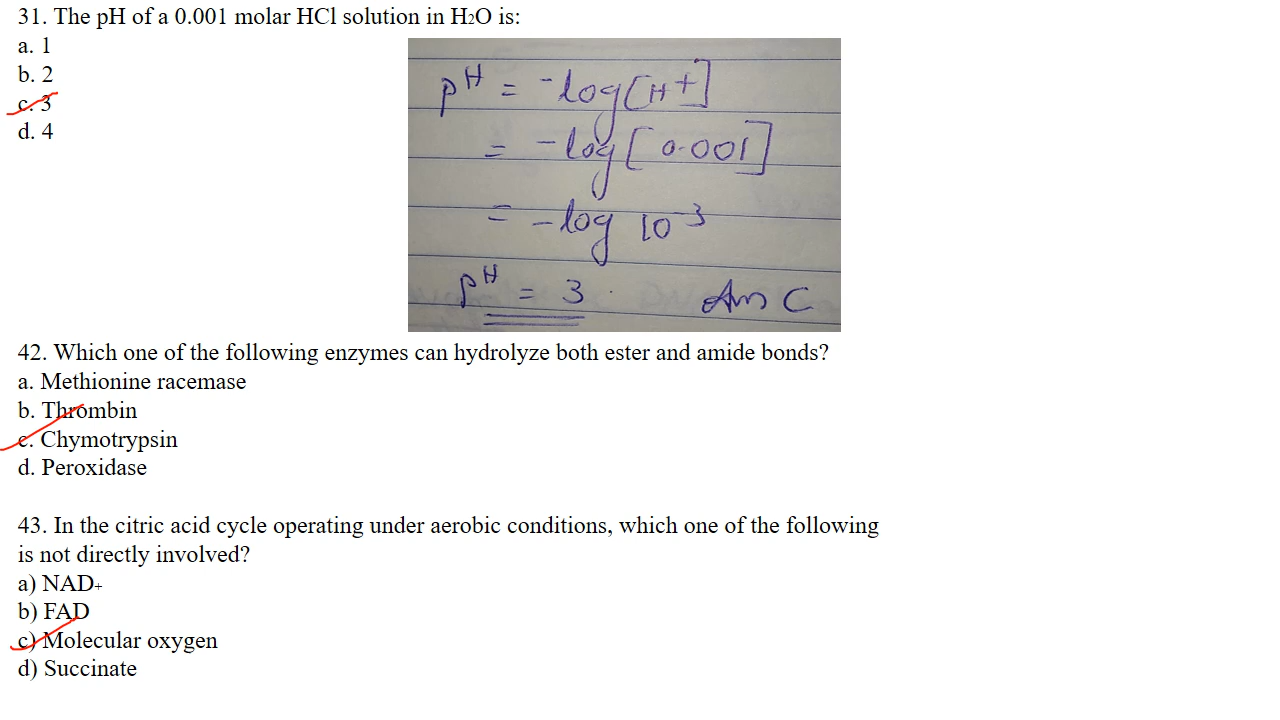 31. The pH of a 0.001 molar HCl solution in H₂O is:
a. 1
b. 2
c. 3
d. 4
pH = -log[H+]
= -log[0.001]
= -log 10⁻³
pH = 3. Ans C
42. Which one of the following enzymes can hydrolyze both ester and amide bonds?
a. Methionine racemase
b. Thrombin
c. Chymotrypsin
d. Peroxidase
43. In the citric acid cycle operating under aerobic conditions, which one of the following
is not directly involved?
a) NAD+
b) FAD
c) Molecular oxygen
d) Succinate